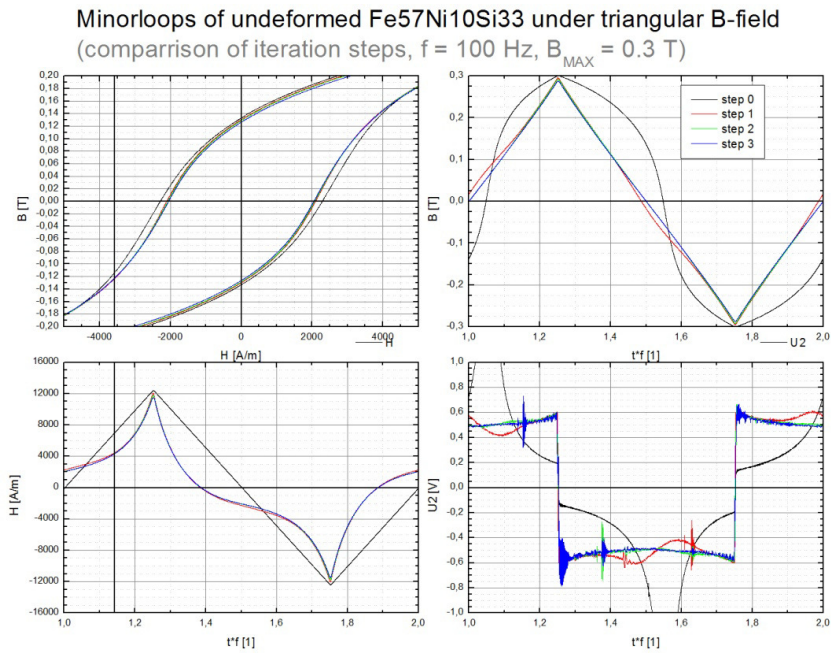 Minorloops of undeformed Fe57Ni10Si33 under triangular B-field
(comparrison of iteration steps, f = 100 Hz, BMAX = 0.3 T)
0,20
0,18
0,16
0,14
0,12
0,10
0,08
0,06
0,04
0,02
0,00
-0,02
-0,04
-0,06
-0,08
-0,10
-0,12
-0,14
-0,16
-0,18
-0,20
B [T]
-4000 -2000 0 2000 4000
H [A/m]
H
0,3
0,2
0,1
0,0
-0,1
-0,2
-0,3
B [T]
step 0
step 1
step 2
step 3
1,0 1,2 1,4 1,6 1,8 2,0
t*f [1]
U2
16000
12000
8000
4000
0
-4000
-8000
-12000
-16000
H [A/m]
1,0 1,2 1,4 1,6 1,8 2,0
t*f [1]
1,0
0,8
0,6
0,4
0,2
0,0
-0,2
-0,4
-0,6
-0,8
-1,0
U2 [V]
1,0 1,2 1,4 1,6 1,8 2,0
t*f [1]